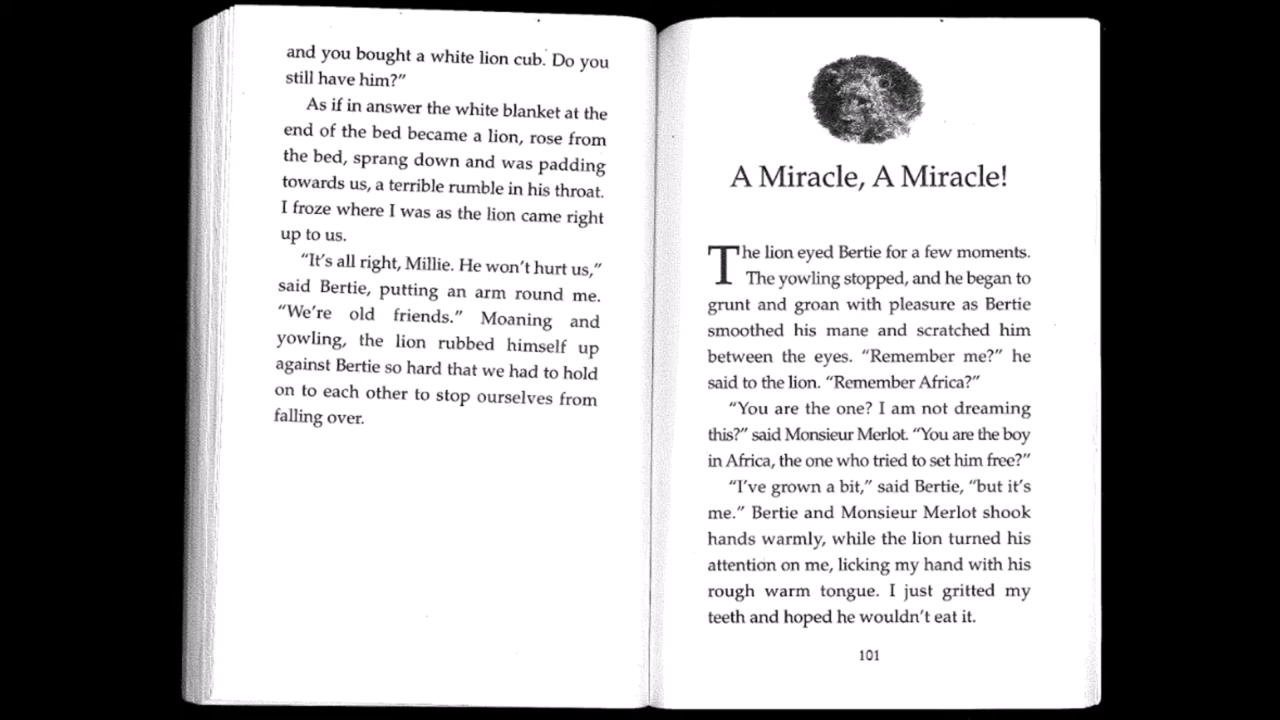 and you bought a white lion cub. Do you
still have him?”
As if in answer the white blanket at the
end of the bed became a lion, rose from
the bed, sprang down and was padding
towards us, a terrible rumble in his throat.
I froze where I was as the lion came right
up to us.
“It’s all right, Millie. He won’t hurt us,”
said Bertie, putting an arm round me.
“We’re old friends.” Moaning and
yowling, the lion rubbed himself up
against Bertie so hard that we had to hold
on to each other to stop ourselves from
falling over.
A Miracle, A Miracle!
The lion eyed Bertie for a few moments.
The yowling stopped, and he began to
grunt and groan with pleasure as Bertie
smoothed his mane and scratched him
between the eyes. “Remember me?” he
said to the lion. “Remember Africa?”
“You are the one? I am not dreaming
this?” said Monsieur Merlot. “You are the boy
in Africa, the one who tried to set him free?”
“I’ve grown a bit,” said Bertie, “but it’s
me.” Bertie and Monsieur Merlot shook
hands warmly, while the lion turned his
attention on me, licking my hand with his
rough warm tongue. I just gritted my
teeth and hoped he wouldn’t eat it.
101